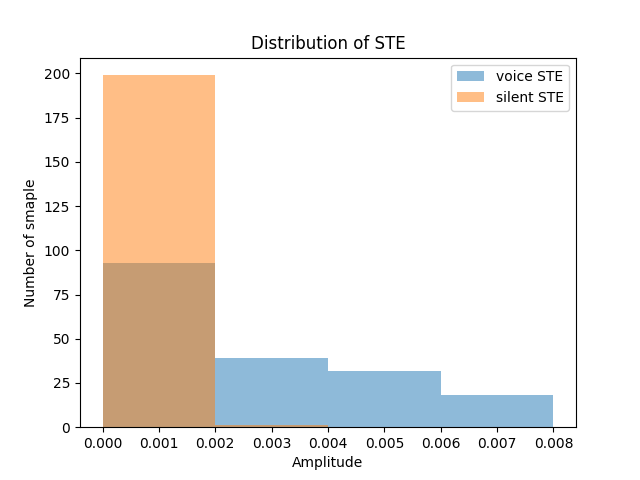 Distribution of STE
voice STE
silent STE
200
175
150
125
100
75
50
25
0
Number of smaple
0.000 0.001 0.002 0.003 0.004 0.005 0.006 0.007 0.008
Amplitude